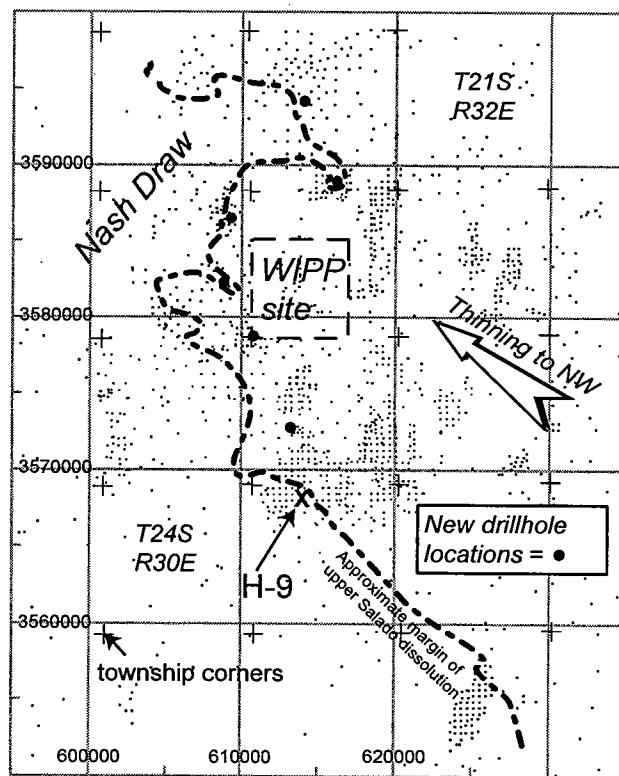 T21S
R32E
3590000
Nash Draw
WIPP
site
Thinning to NW
3580000
3570000
T24S
R30E
H-9
New drillhole
locations = ●
Approximate margin of
upper Salado dissolution
3560000
township corners
600000
610000
620000